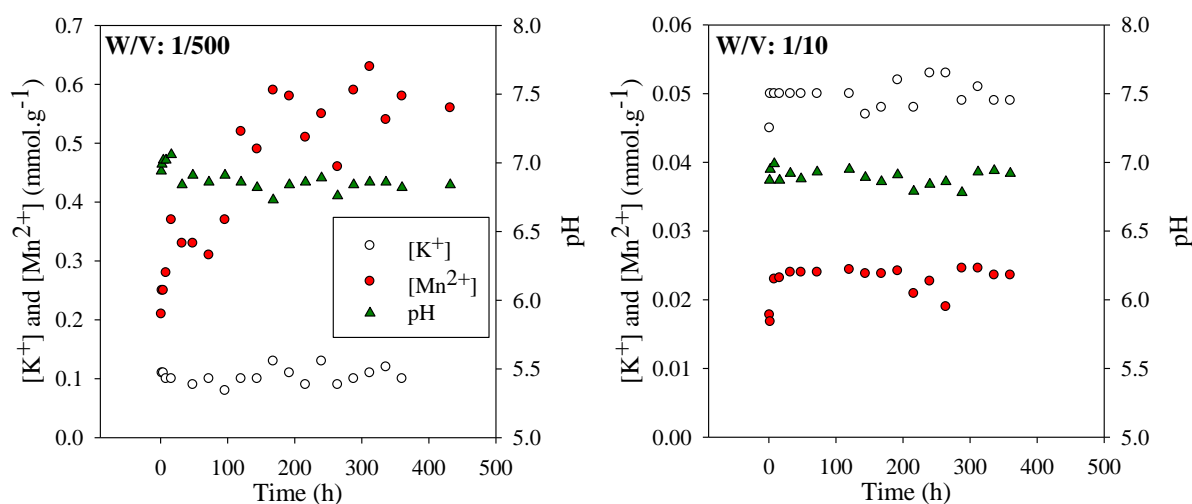 W/V: 1/500
[K+] and [Mn2+] (mmol.g-1)
0.7
0.6
0.5
0.4
0.3
0.2
0.1
0.0
8.0
7.5
7.0
6.5
6.0
5.5
5.0
pH
[K+]
[Mn2+]
pH
0 100 200 300 400 500
Time (h)
W/V: 1/10
[K+] and [Mn2+] (mmol.g-1)
0.06
0.05
0.04
0.03
0.02
0.01
0.00
8.0
7.5
7.0
6.5
6.0
5.5
5.0
pH
0 100 200 300 400 500
Time (h)